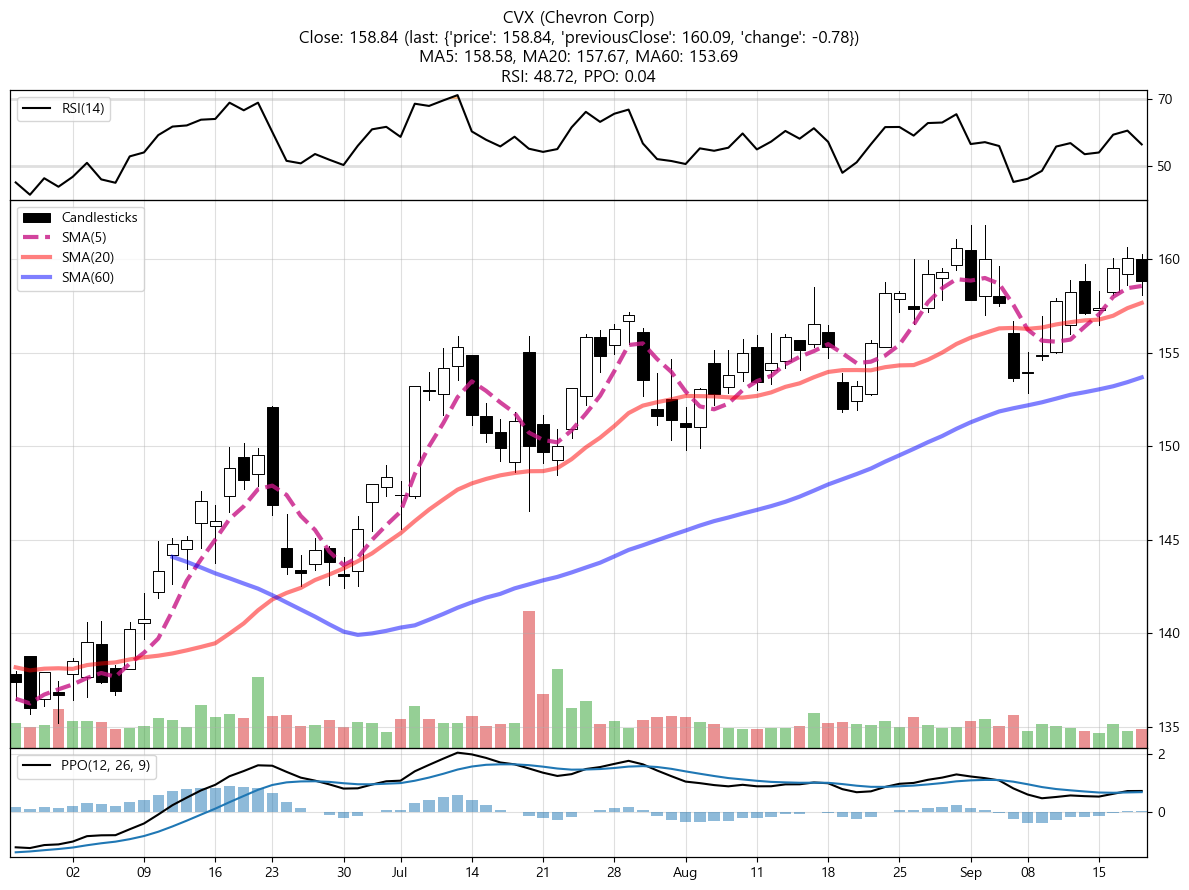 CVX (Chevron Corp)
Close: 158.84 (last: {'price': 158.84, 'previousClose': 160.09, 'change': -0.78})
MA5: 158.58, MA20: 157.67, MA60: 153.69
RSI: 48.72, PPO: 0.04
RSI(14)
70
50
Candlesticks
SMA(5)
SMA(20)
SMA(60)
160
155
150
145
140
135
PPO(12, 26, 9)
2
0
02 09 16 23 30 Jul 14 21 28 Aug 11 18 25 Sep 08 15